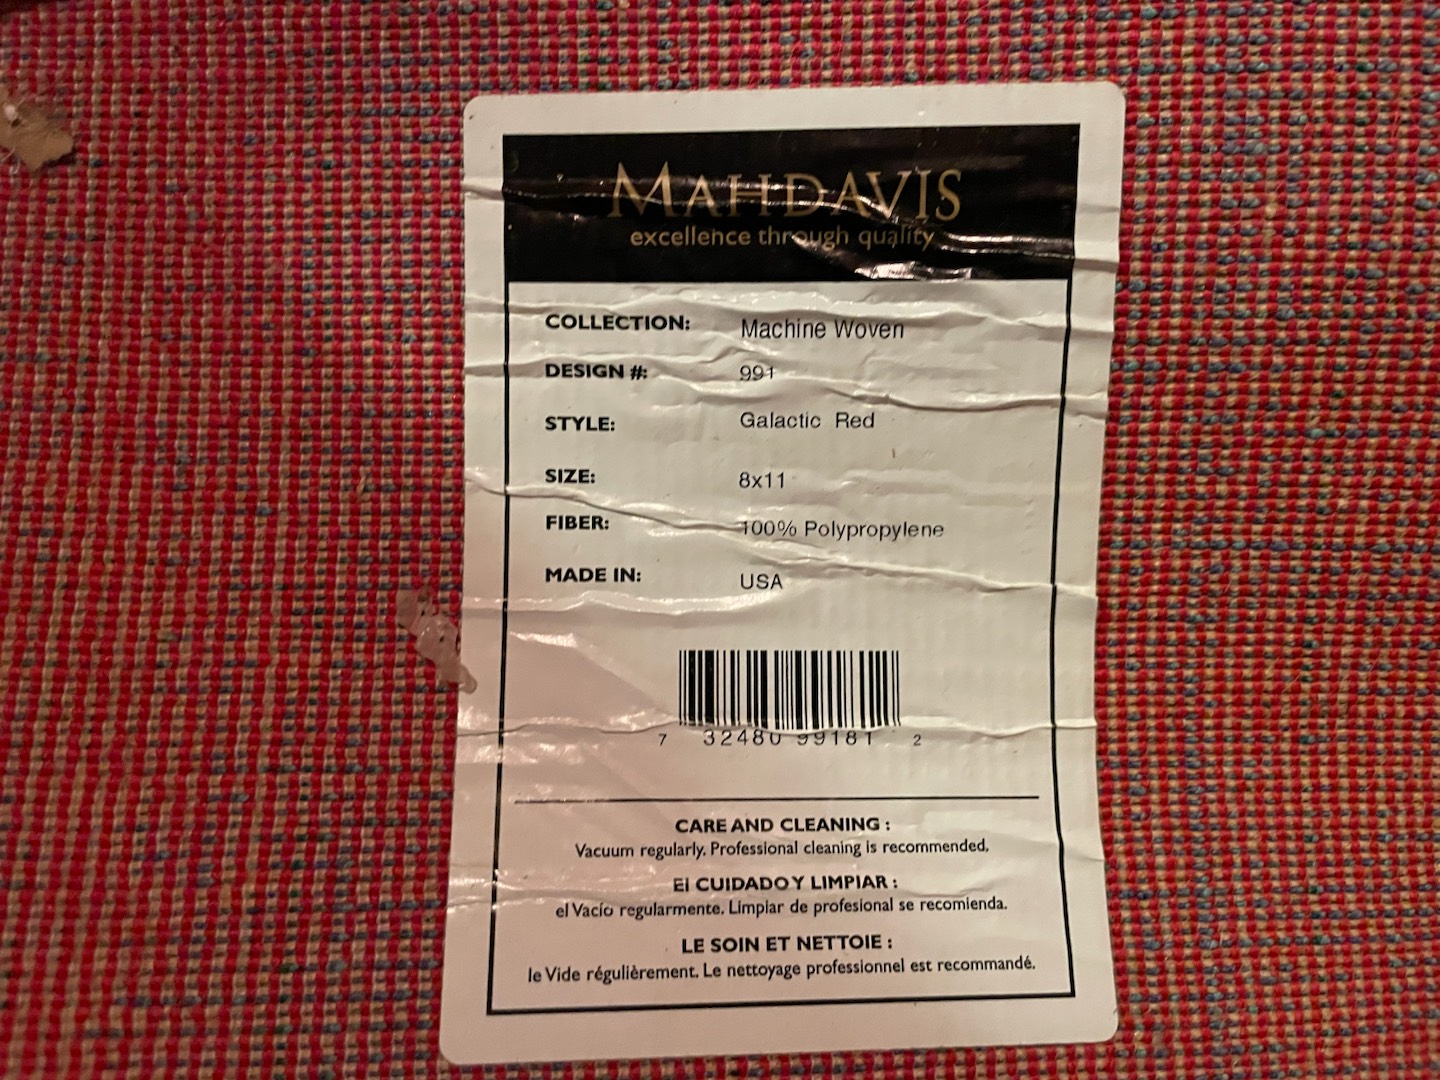 MAHDAVIS
excellence through quality
COLLECTION: Machine Woven
DESIGN #: 991
STYLE: Galactic Red
SIZE: 8x11
FIBER: 100% Polypropylene
MADE IN: USA
7 32480 99181 2
CARE AND CLEANING :
Vacuum regularly. Professional cleaning is recommended.
El CUIDADO Y LIMPIAR :
el Vacío regularmente. Limpiar de profesional se recomienda.
LE SOIN ET NETTOIE :
le Vide régulièrement. Le nettoyage professionnel est recommandé.